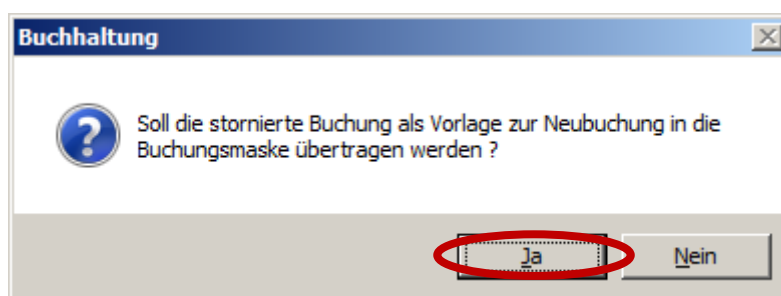 Buchhaltung
Soll die stornierte Buchung als Vorlage zur Neubuchung in die
Buchungsmaske übertragen werden ?
Ja Nein